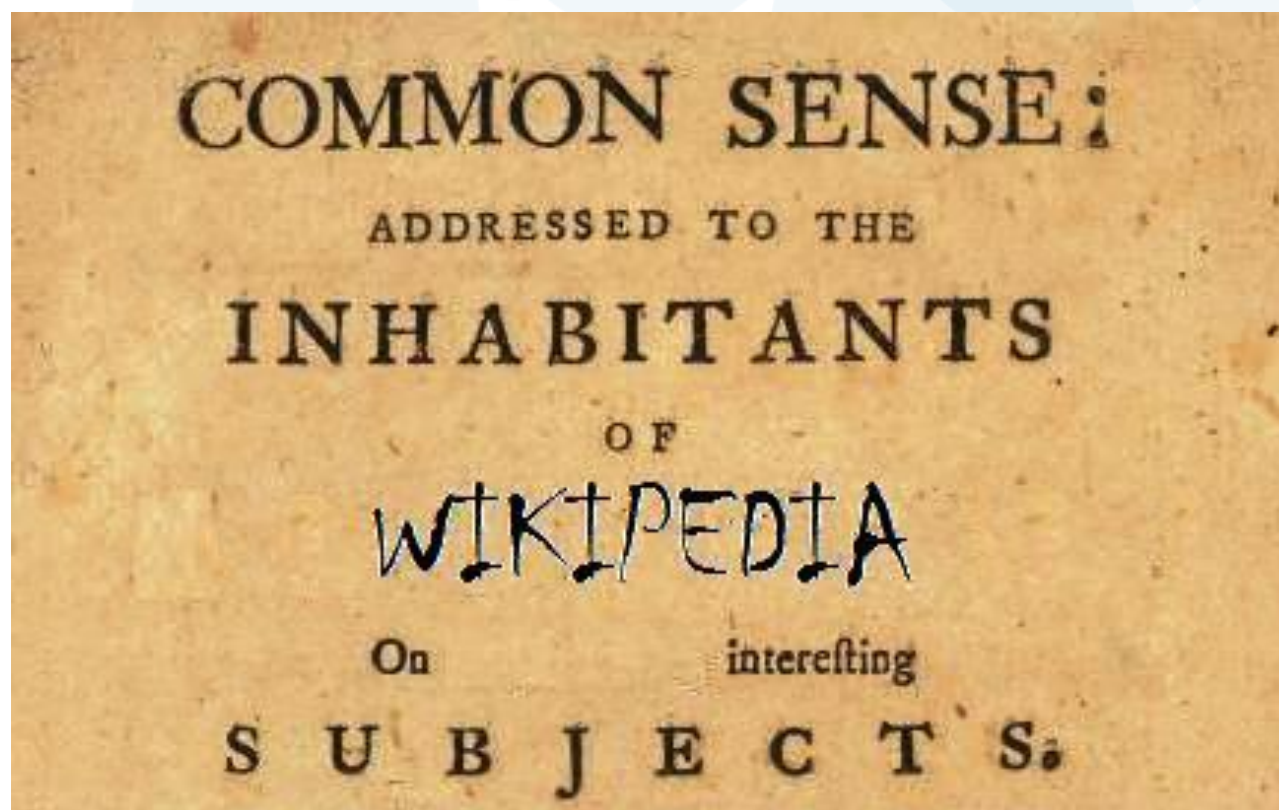 COMMON SENSE:
ADDRESSED TO THE
INHABITANTS
OF
WIKIPEDIA
On intereſting
SUBJECTS.